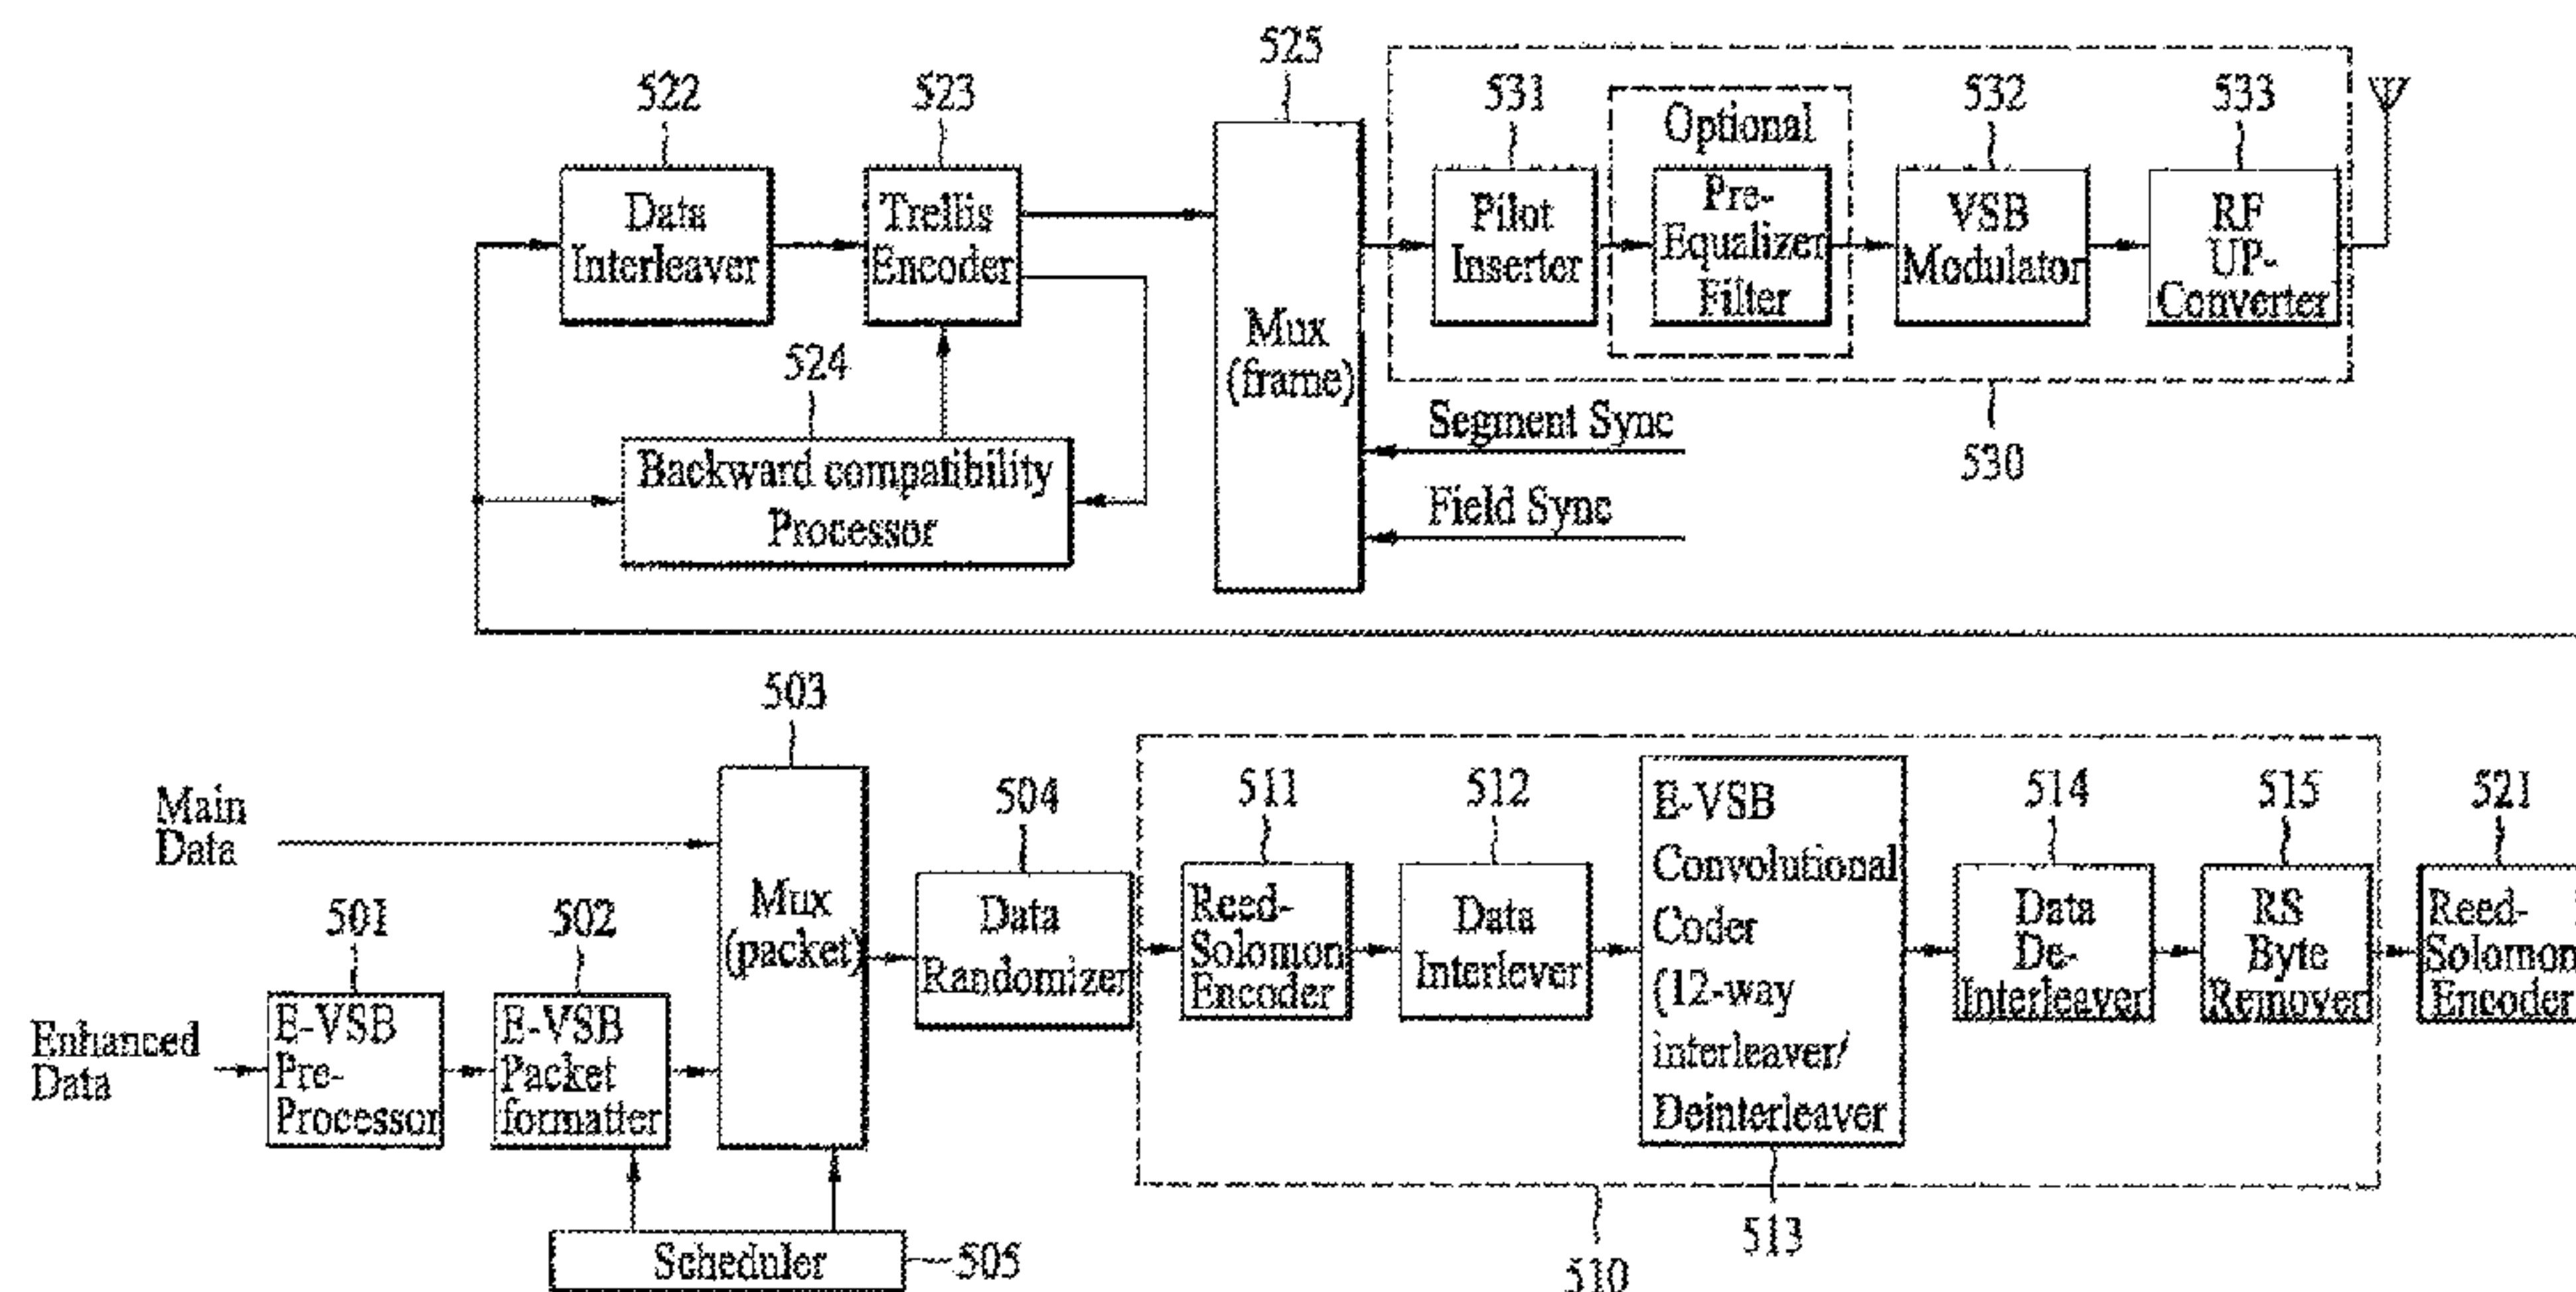 525
522
523
531
Optional
532
533
Data
Interleaver
Trellis
Encoder
Pilot
Inserter
Pre-
Equalizer
Filter
VSB
Modulator
RF
UP-
Converter
Mux
(frame)
524
Backward compatibility
Processor
Segment Sync
Field Sync
530
503
Main
Data
Mux
(packet)
504
511
512
514
515
521
501
502
Enhanced
Data
E-VSB
Pre-
Processor
E-VSB
Packet
formatter
Data
Randomizer
Reed-
Solomon
Encoder
Data
Interlever
E-VSB
Convolutional
Coder
(12-way
interleaver/
Deinterleaver
Data
De-
Interleaver
RS
Byte
Remover
Reed-
Solomon
Encoder
Scheduler
505
513
510